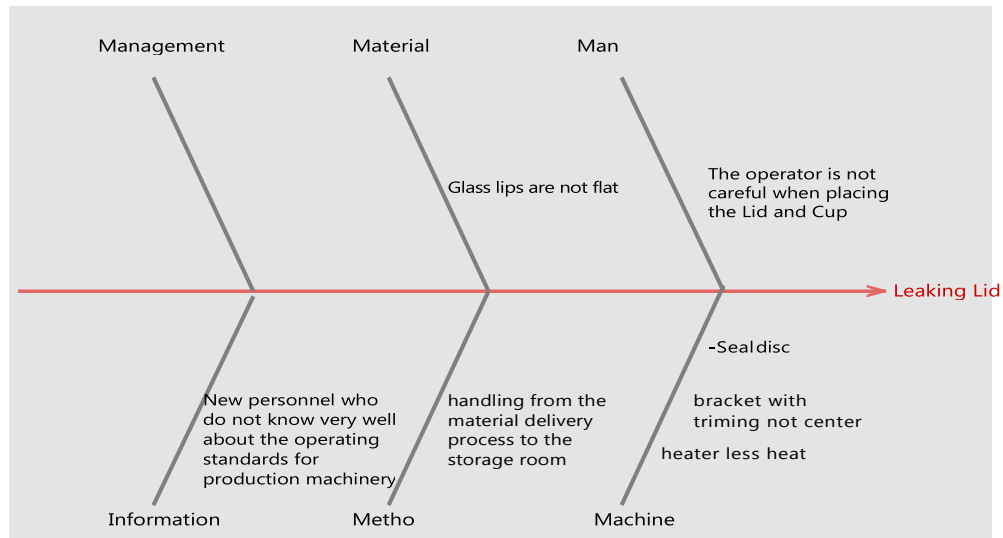 Management
Material
Man
Glass lips are not flat
The operator is not
careful when placing
the Lid and Cup
Leaking Lid
-Sealdisc
New personnel who
do not know very well
about the operating
standards for
production machinery
handling from the
material delivery
process to the
storage room
bracket with
triming not center
heater less heat
Information
Metho
Machine